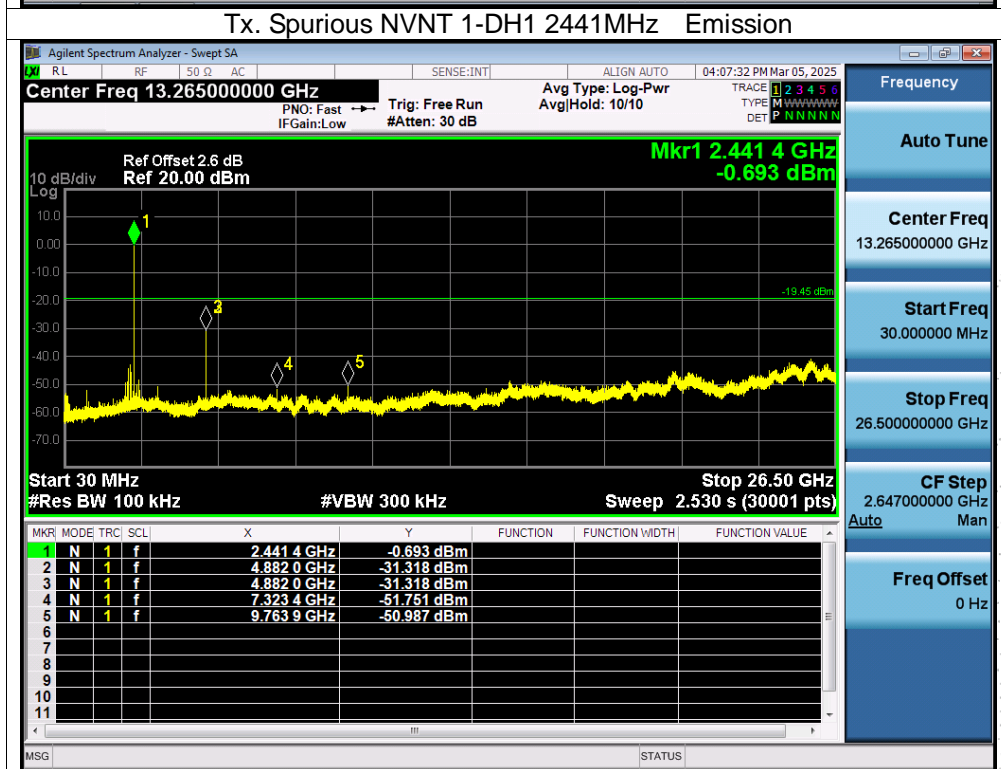 Tx. Spurious NVNT 1-DH1 2441MHz Emission
Agilent Spectrum Analyzer - Swept SA
LXI RL RF 50 Ω AC SENSE:INT ALIGN AUTO 04:07:32 PM Mar 05, 2025
Center Freq 13.265000000 GHz
PNO: Fast
IFGain:Low
Trig: Free Run
#Atten: 30 dB
Avg Type: Log-Pwr
Avg|Hold: 10/10
TRACE 1 2 3 4 5 6
TYPE M WWWWW
DET P N N N N N
Mkr1 2.441 4 GHz
-0.693 dBm
Ref Offset 2.6 dB
10 dB/div Ref 20.00 dBm
Log
10.0
0.00
-10.0
-20.0
-30.0
-40.0
-50.0
-60.0
-70.0
1
3
4
5
-19.45 dBm
Start 30 MHz Stop 26.50 GHz
#Res BW 100 kHz #VBW 300 kHz Sweep 2.530 s (30001 pts)
MKR MODE TRC SCL X Y FUNCTION FUNCTION WIDTH FUNCTION VALUE
1 N 1 f 2.441 4 GHz -0.693 dBm
2 N 1 f 4.882 0 GHz -31.318 dBm
3 N 1 f 4.882 0 GHz -31.318 dBm
4 N 1 f 7.323 4 GHz -51.751 dBm
5 N 1 f 9.763 9 GHz -50.987 dBm
6
7
8
9
10
11
MSG STATUS
Frequency
Auto Tune
Center Freq
13.265000000 GHz
Start Freq
30.000000 MHz
Stop Freq
26.500000000 GHz
CF Step
2.647000000 GHz
Auto Man
Freq Offset
0 Hz